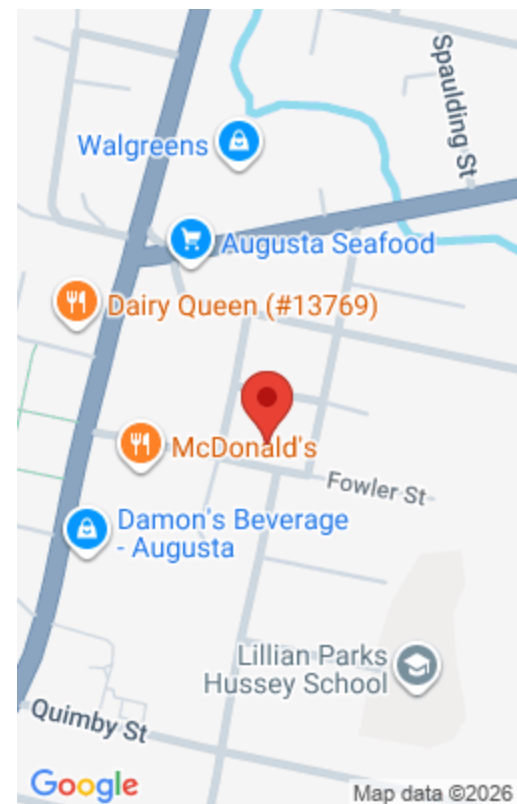 Spaulding St
Walgreens
Augusta Seafood
Dairy Queen (#13769)
McDonald's
Fowler St
Damon's Beverage
- Augusta
Lillian Parks
Hussey School
Quimby St
Google
Map data ©2026